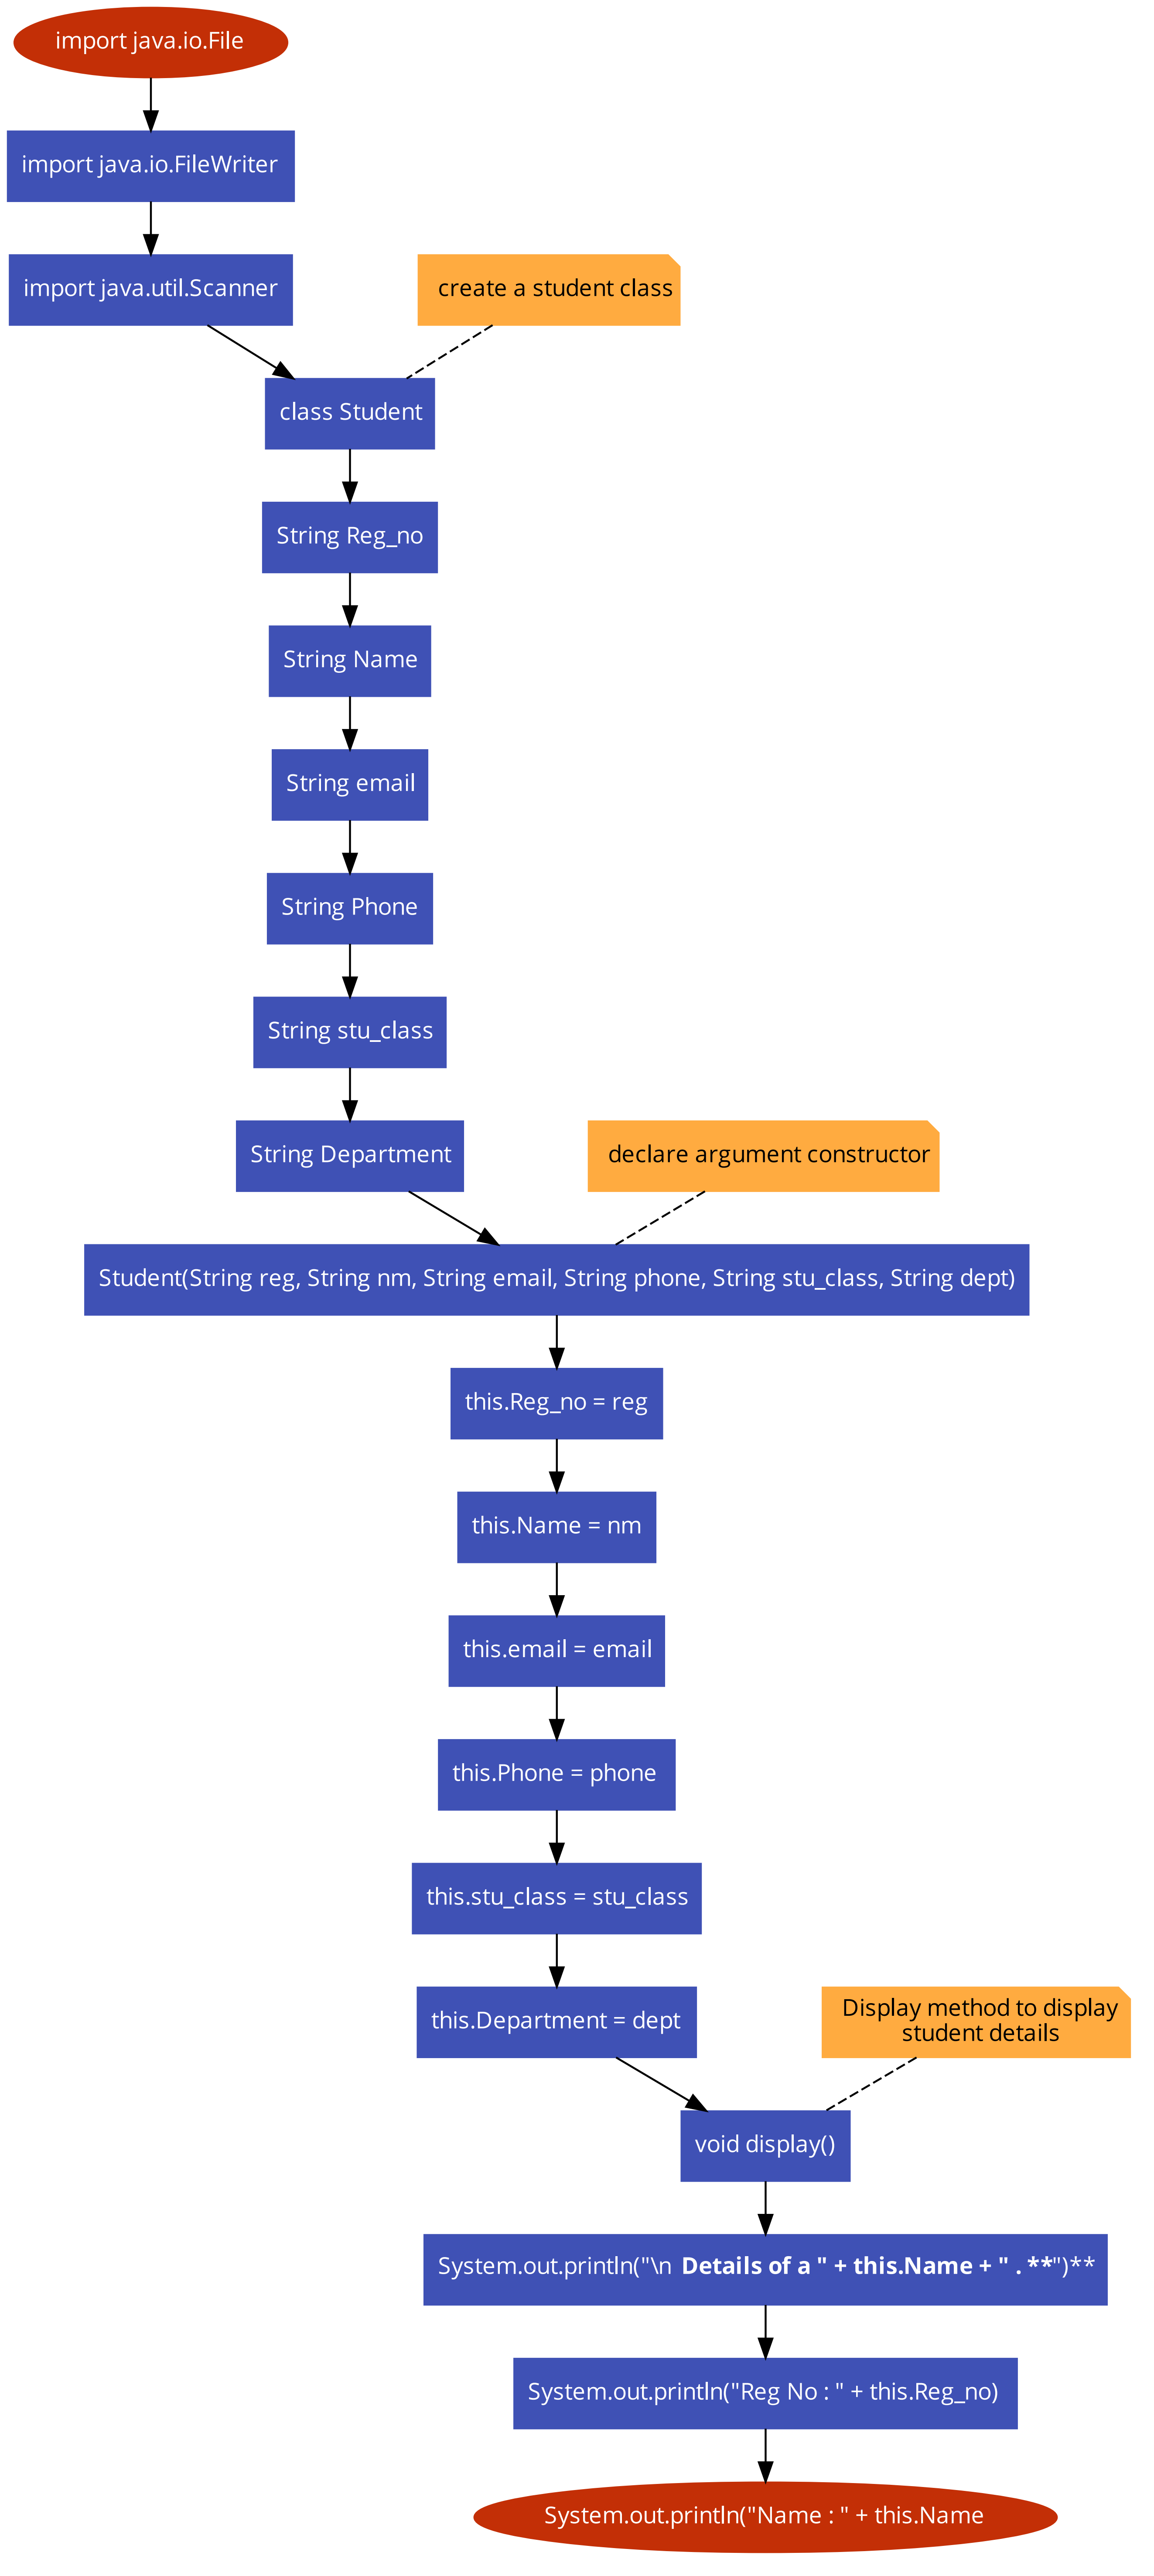 import java.io.File
import java.io.FileWriter
import java.util.Scanner
create a student class
class Student
String Reg_no
String Name
String email
String Phone
String stu_class
String Department
declare argument constructor
Student(String reg, String nm, String email, String phone, String stu_class, String dept)
this.Reg_no = reg
this.Name = nm
this.email = email
this.Phone = phone
this.stu_class = stu_class
this.Department = dept
Display method to display
student details
void display()
System.out.println("\n Details of a " + this.Name + " . **")**
System.out.println("Reg No : " + this.Reg_no)
System.out.println("Name : " + this.Name